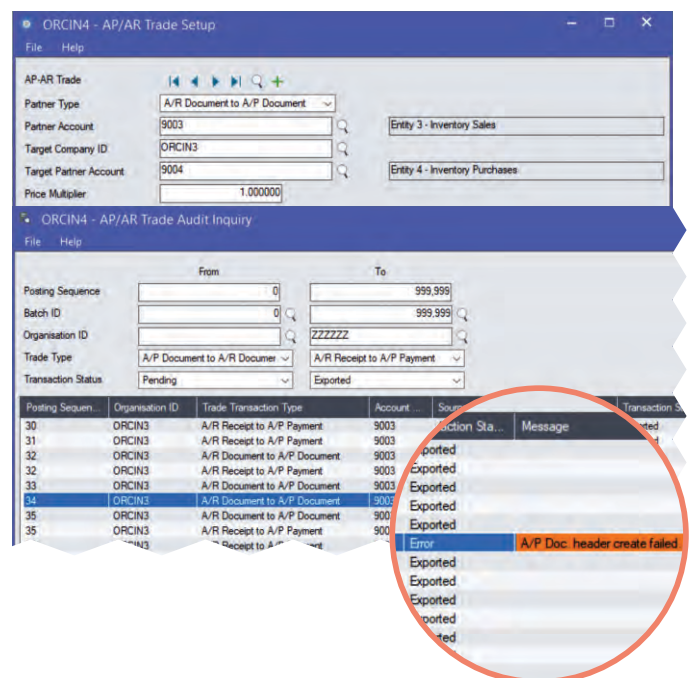 ORCIN4 - AP/AR Trade Setup
File Help
AP-AR Trade
Partner Type A/R Document to A/P Document
Partner Account 9003 Entity 3 - Inventory Sales
Target Company ID ORCIN3
Target Partner Account 9004 Entity 4 - Inventory Purchases
Price Multiplier 1.000000
ORCIN4 - AP/AR Trade Audit Inquiry
File Help
From To
Posting Sequence 0 999,999
Batch ID 0 999,999
Organisation ID ZZZZZZ
Trade Type A/P Document to A/R Documer A/R Receipt to A/P Payment
Transaction Status Pending Exported
Posting Sequen... Organisation ID Trade Transaction Type Account ...
30 ORCIN3 A/R Receipt to A/P Payment 9003
31 ORCIN3 A/R Receipt to A/P Payment 9003
32 ORCIN3 A/R Document to A/P Document 9003
32 ORCIN3 A/R Receipt to A/P Payment 9003
33 ORCIN3 A/R Document to A/P Document 9003
34 ORCIN3 A/R Document to A/P Document 9003
35 ORCIN3 A/R Document to A/P Document
35 ORCIN3 A/R Receipt to A/P Payment
Message
Exported
Exported
Exported
Exported
Error A/P Doc. header create failed
Exported
Exported
Exported